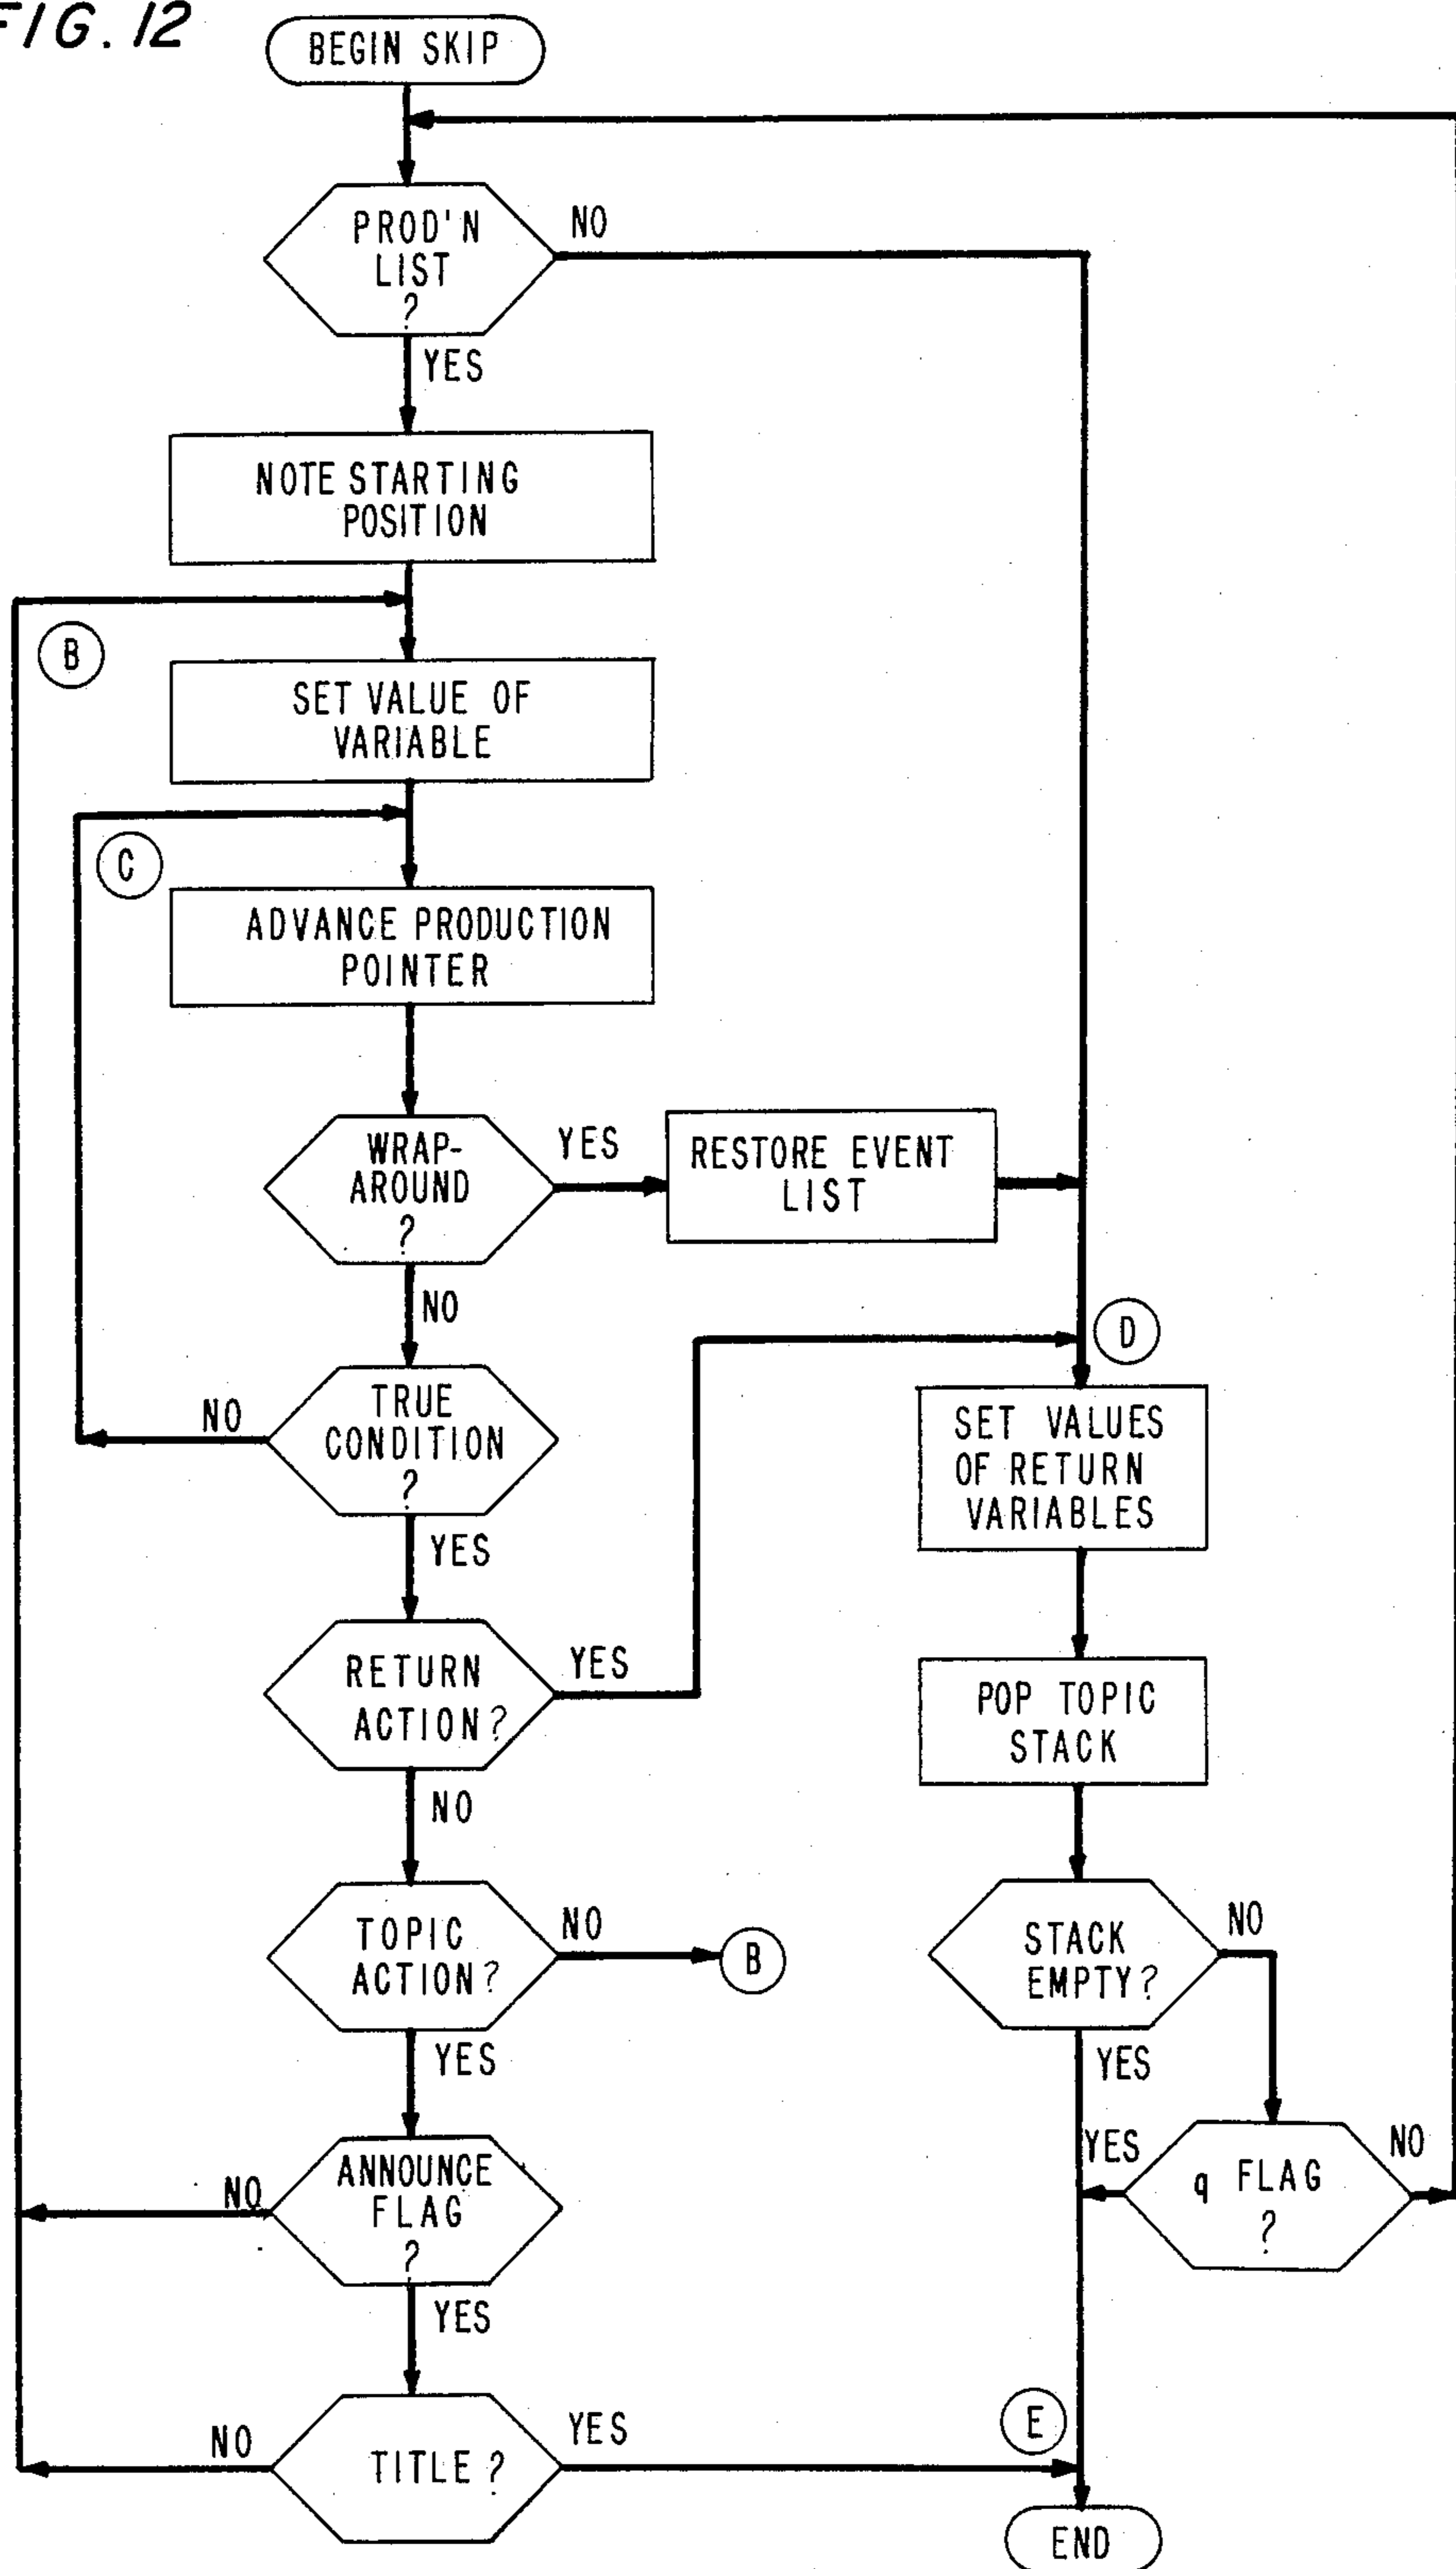 FIG. 12
BEGIN SKIP
PROD'N
LIST
?
NO
YES
NOTE STARTING
POSITION
B
SET VALUE OF
VARIABLE
C
ADVANCE PRODUCTION
POINTER
WRAP-
AROUND
?
YES
RESTORE EVENT
LIST
NO
D
TRUE
CONDITION
?
NO
YES
SET VALUES
OF RETURN
VARIABLES
RETURN
ACTION?
YES
NO
POP TOPIC
STACK
TOPIC
ACTION?
NO
B
YES
STACK
EMPTY?
NO
YES
ANNOUNCE
FLAG
?
NO
YES
q FLAG
?
YES
NO
TITLE?
NO
YES
E
END